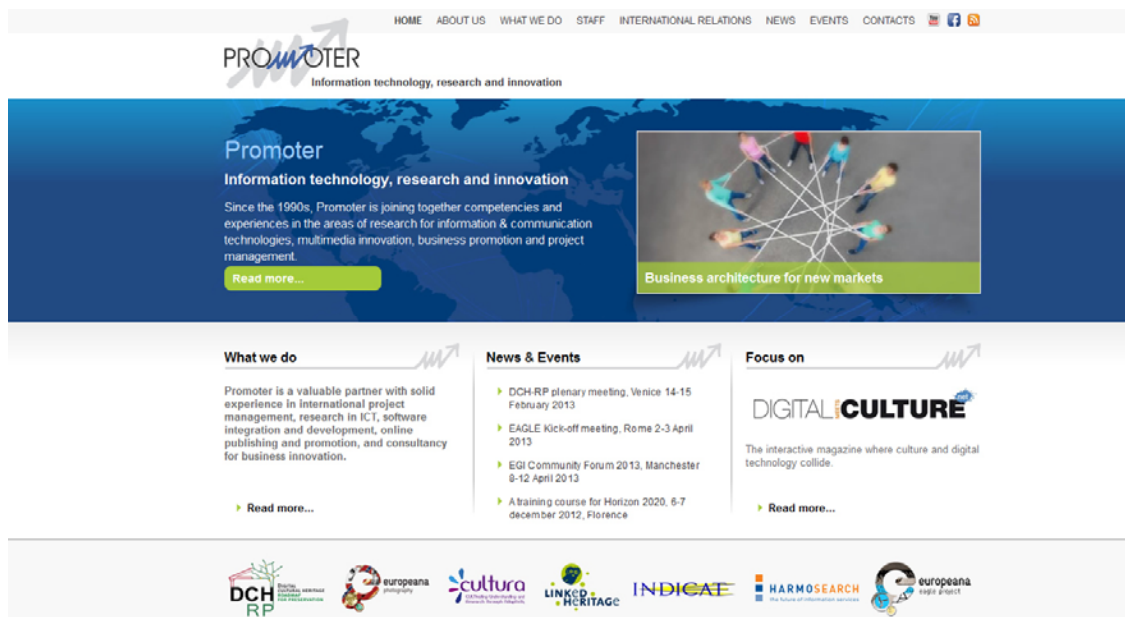 HOME ABOUT US WHAT WE DO STAFF INTERNATIONAL RELATIONS NEWS EVENTS CONTACTS
PROMOTER
Information technology, research and innovation
Promoter
Information technology, research and innovation
Since the 1990s, Promoter is joining together competencies and
experiences in the areas of research for information & communication
technologies, multimedia innovation, business promotion and project
management.
Read more...
Business architecture for new markets
What we do
Promoter is a valuable partner with solid
experience in international project
management, research in ICT, software
integration and development, online
publishing and promotion, and consultancy
for business innovation.
Read more...
News & Events
DCH-RP plenary meeting, Venice 14-15
February 2013
EAGLE Kick-off meeting, Rome 2-3 April
2013
EGI Community Forum 2013, Manchester
8-12 April 2013
A training course for Horizon 2020, 6-7
december 2012, Florence
Focus on
DIGITAL MEETS CULTURE .net
The interactive magazine where culture and digital
technology collide.
Read more...
DCH
RP
DIGITAL
CULTURAL HERITAGE
ROADMAP
FOR PRESERVATION
europeana
photography
cultura
LINKED
HERITAGE
INDICATE
HARMOSEARCH
the future of information services
europeana
eagle project